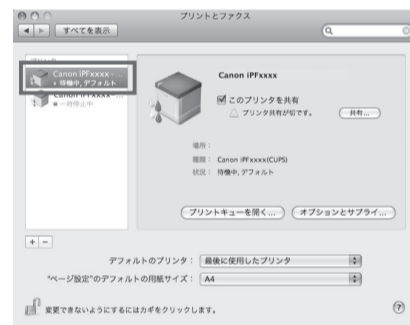 プリントとファクス
すべてを表示
プリンタ
Canon iPFxxxx - ...
• 待機中, デフォルト
Canon iPFxxxx - ...
• 一時停止中
Canon iPFxxxx
このプリンタを共有
プリンタ共有が切です。
共有...
場所：
種類： Canon iPFxxxx(CUPS)
状況： 待機中, デフォルト
プリントキューを開く...
オプションとサプライ...
+ −
デフォルトのプリンタ： 最後に使用したプリンタ
"ページ設定"のデフォルトの用紙サイズ： A4
変更できないようにするにはカギをクリックします。
?